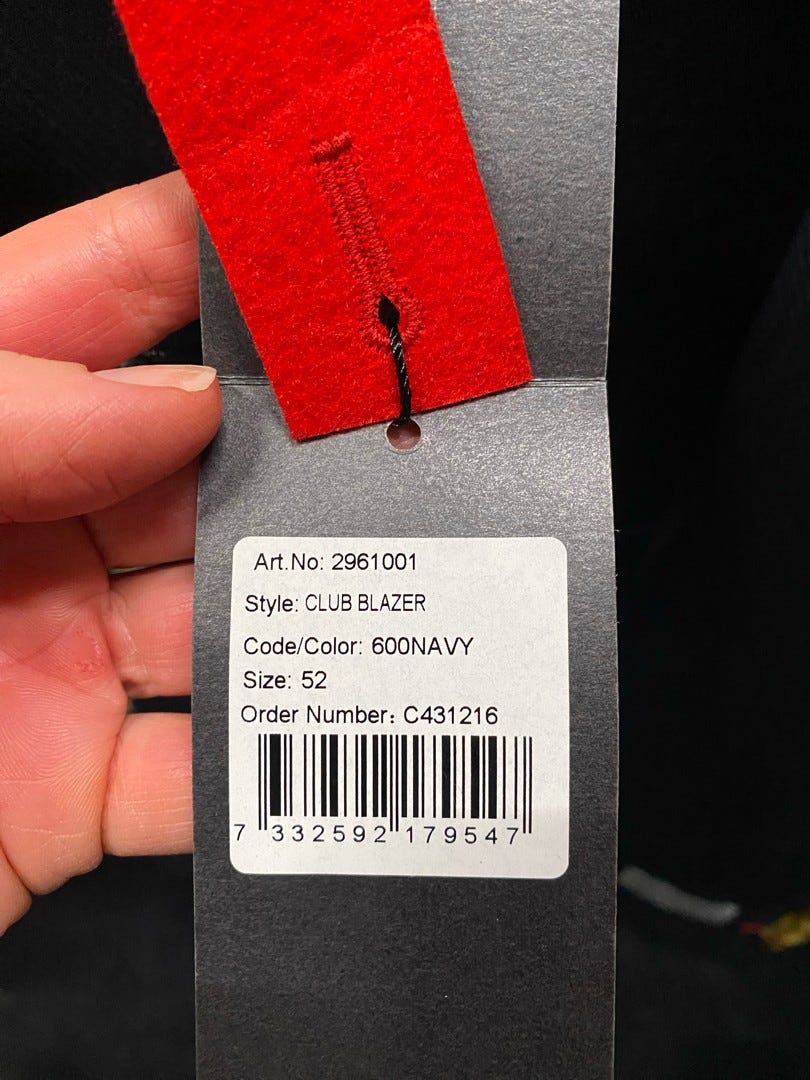 Art.No: 2961001
Style: CLUB BLAZER
Code/Color: 600NAVY
Size: 52
Order Number: C431216
7 332592 179547